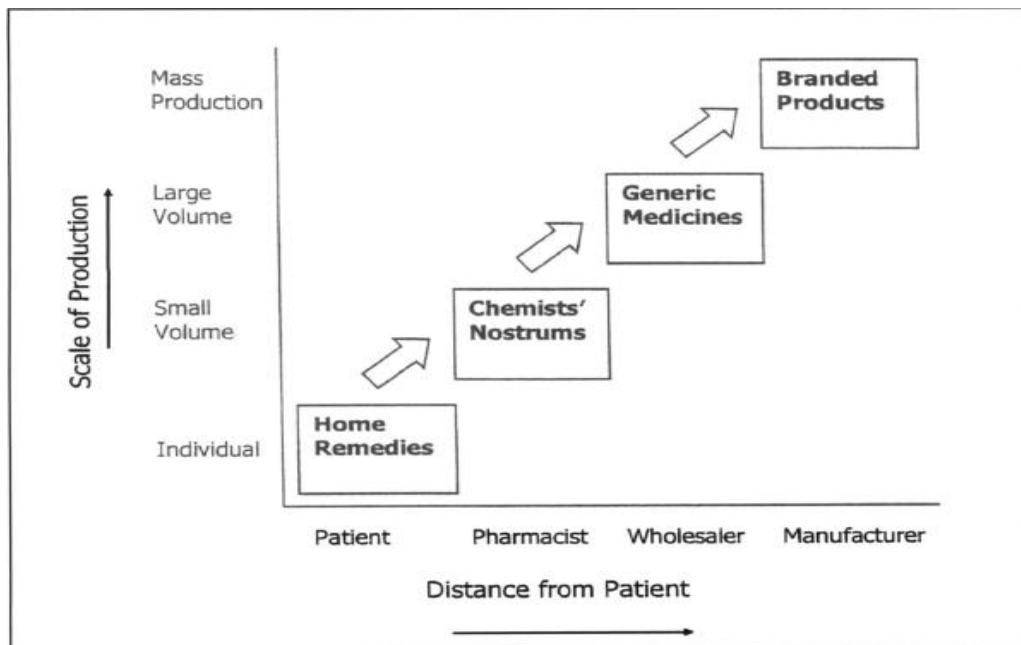 Mass
Production
Branded
Products
Large
Volume
Generic
Medicines
Scale of Production
Small
Volume
Chemists’
Nostrums
Individual
Home
Remedies
Patient Pharmacist Wholesaler Manufacturer
Distance from Patient